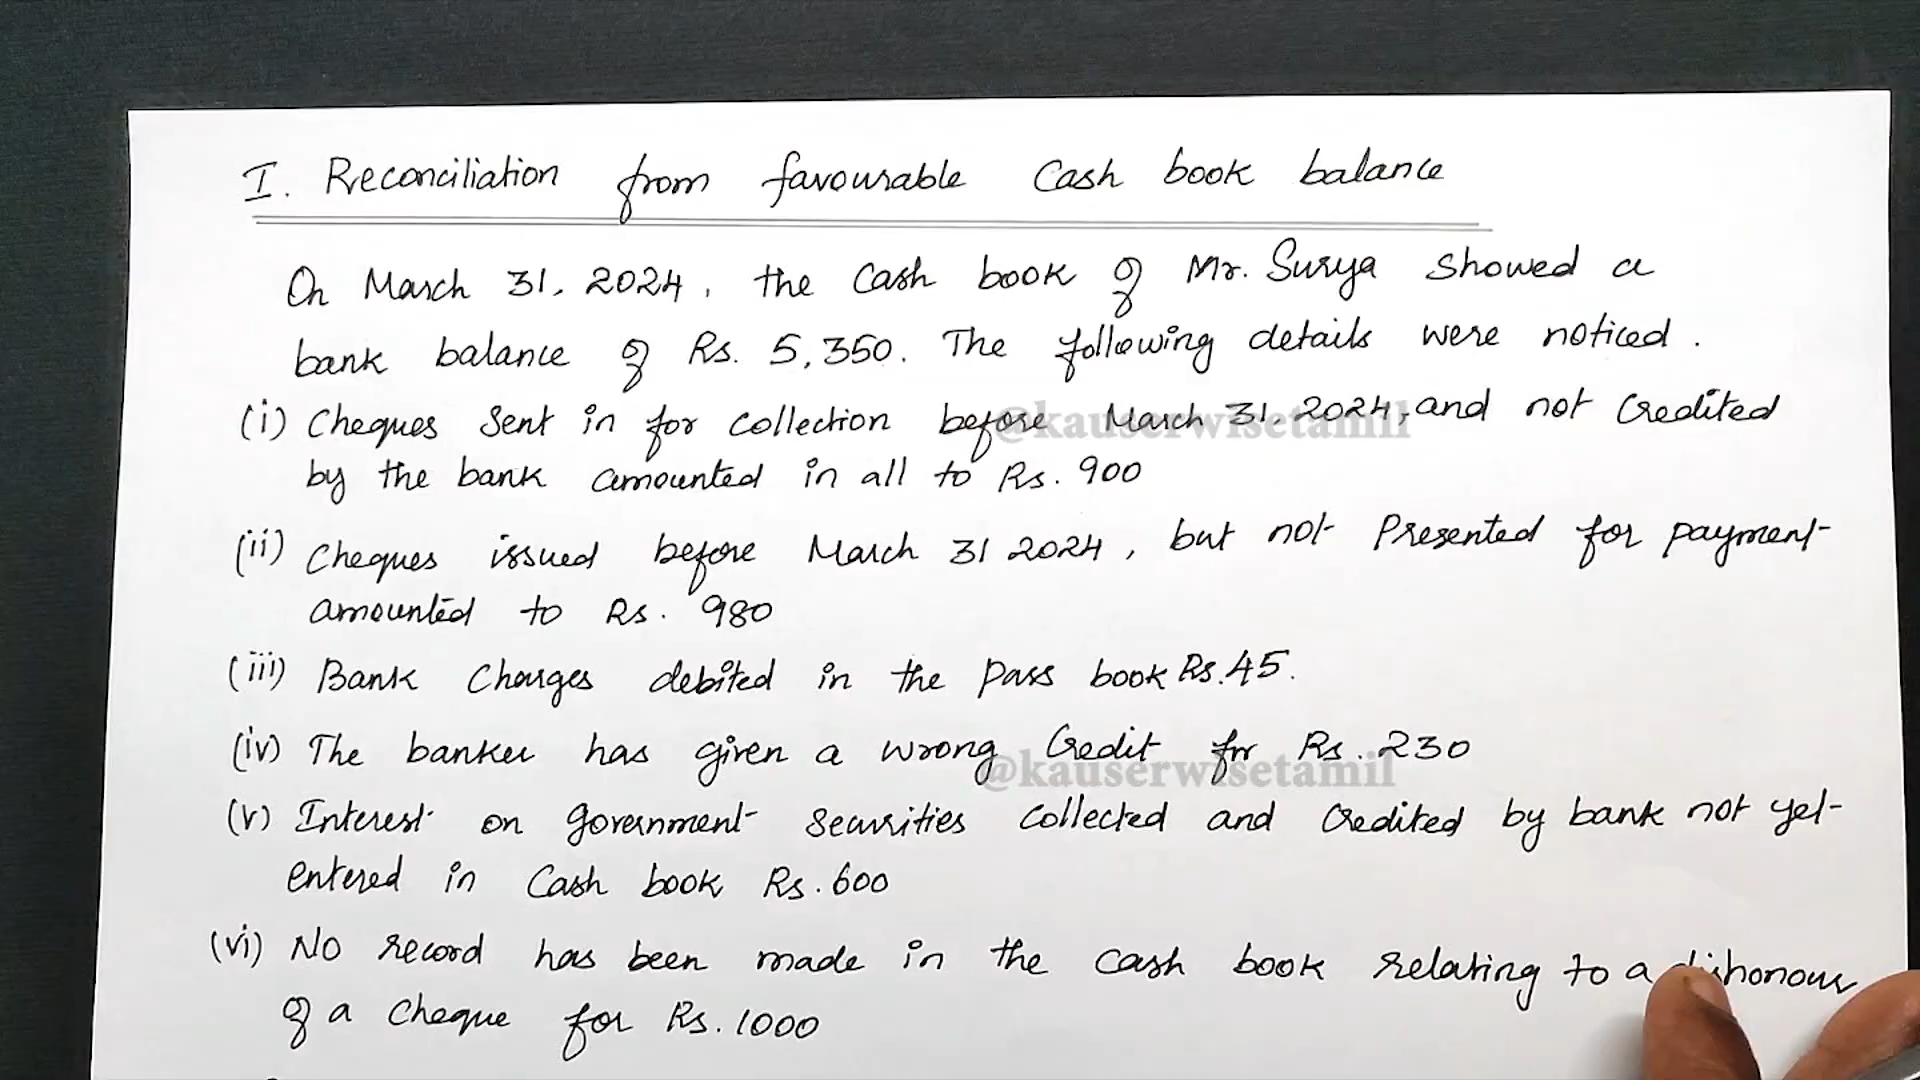 I. Reconciliation from favourable Cash book balance
On March 31, 2024, the Cash book of Mr. Surya showed a
bank balance of Rs. 5,350. The following details were noticed.
(i) Cheques sent in for collection before March 31, 2024, and not credited
@kauserwisetamil
by the bank amounted in all to Rs. 900
(ii) Cheques issued before March 31 2024, but not presented for payment
amounted to Rs. 980
(iii) Bank Charges debited in the pass book Rs. 45.
(iv) The banker has given a wrong Credit for Rs. 230
@kauserwisetamil
(v) Interest on government securities collected and credited by bank not yet
entered in Cash book Rs. 600
(vi) No record has been made in the cash book relating to a dishonour
of a cheque for Rs. 1000